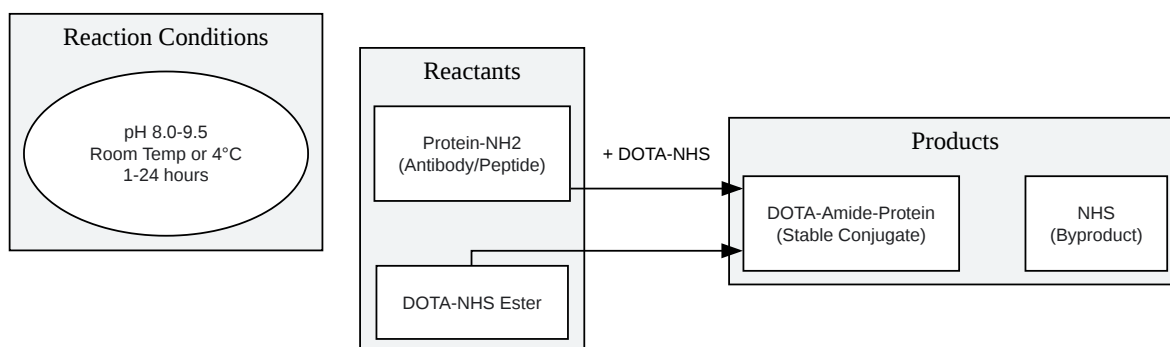 Reaction Conditions
pH 8.0-9.5
Room Temp or 4°C
1-24 hours
Reactants
Protein-NH2
(Antibody/Peptide)
DOTA-NHS Ester
+ DOTA-NHS
Products
DOTA-Amide-Protein
(Stable Conjugate)
NHS
(Byproduct)